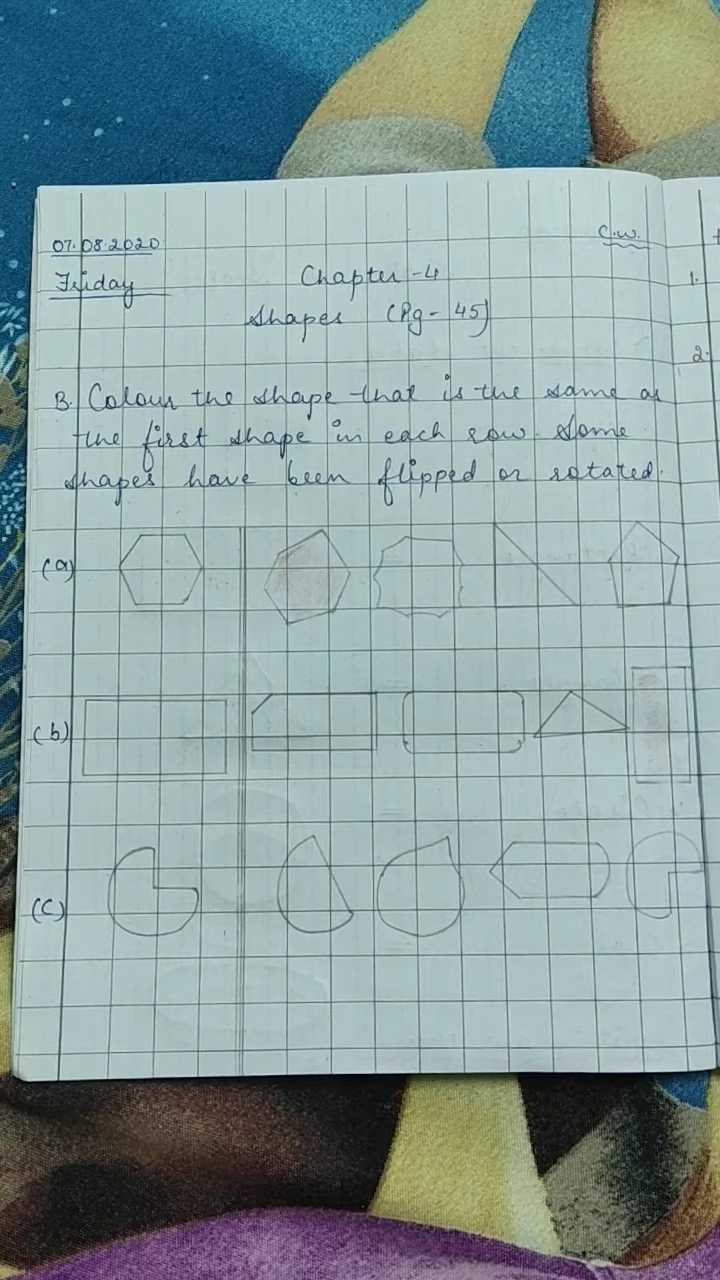 07.08.2020
C.W.
Friday
Chapter-4
Shapes (Pg-45)
1.
2.
B. Colour the shape that is the same as
the first shape in each row. Some
shapes have been flipped or rotated.
(a)
(b)
(c)